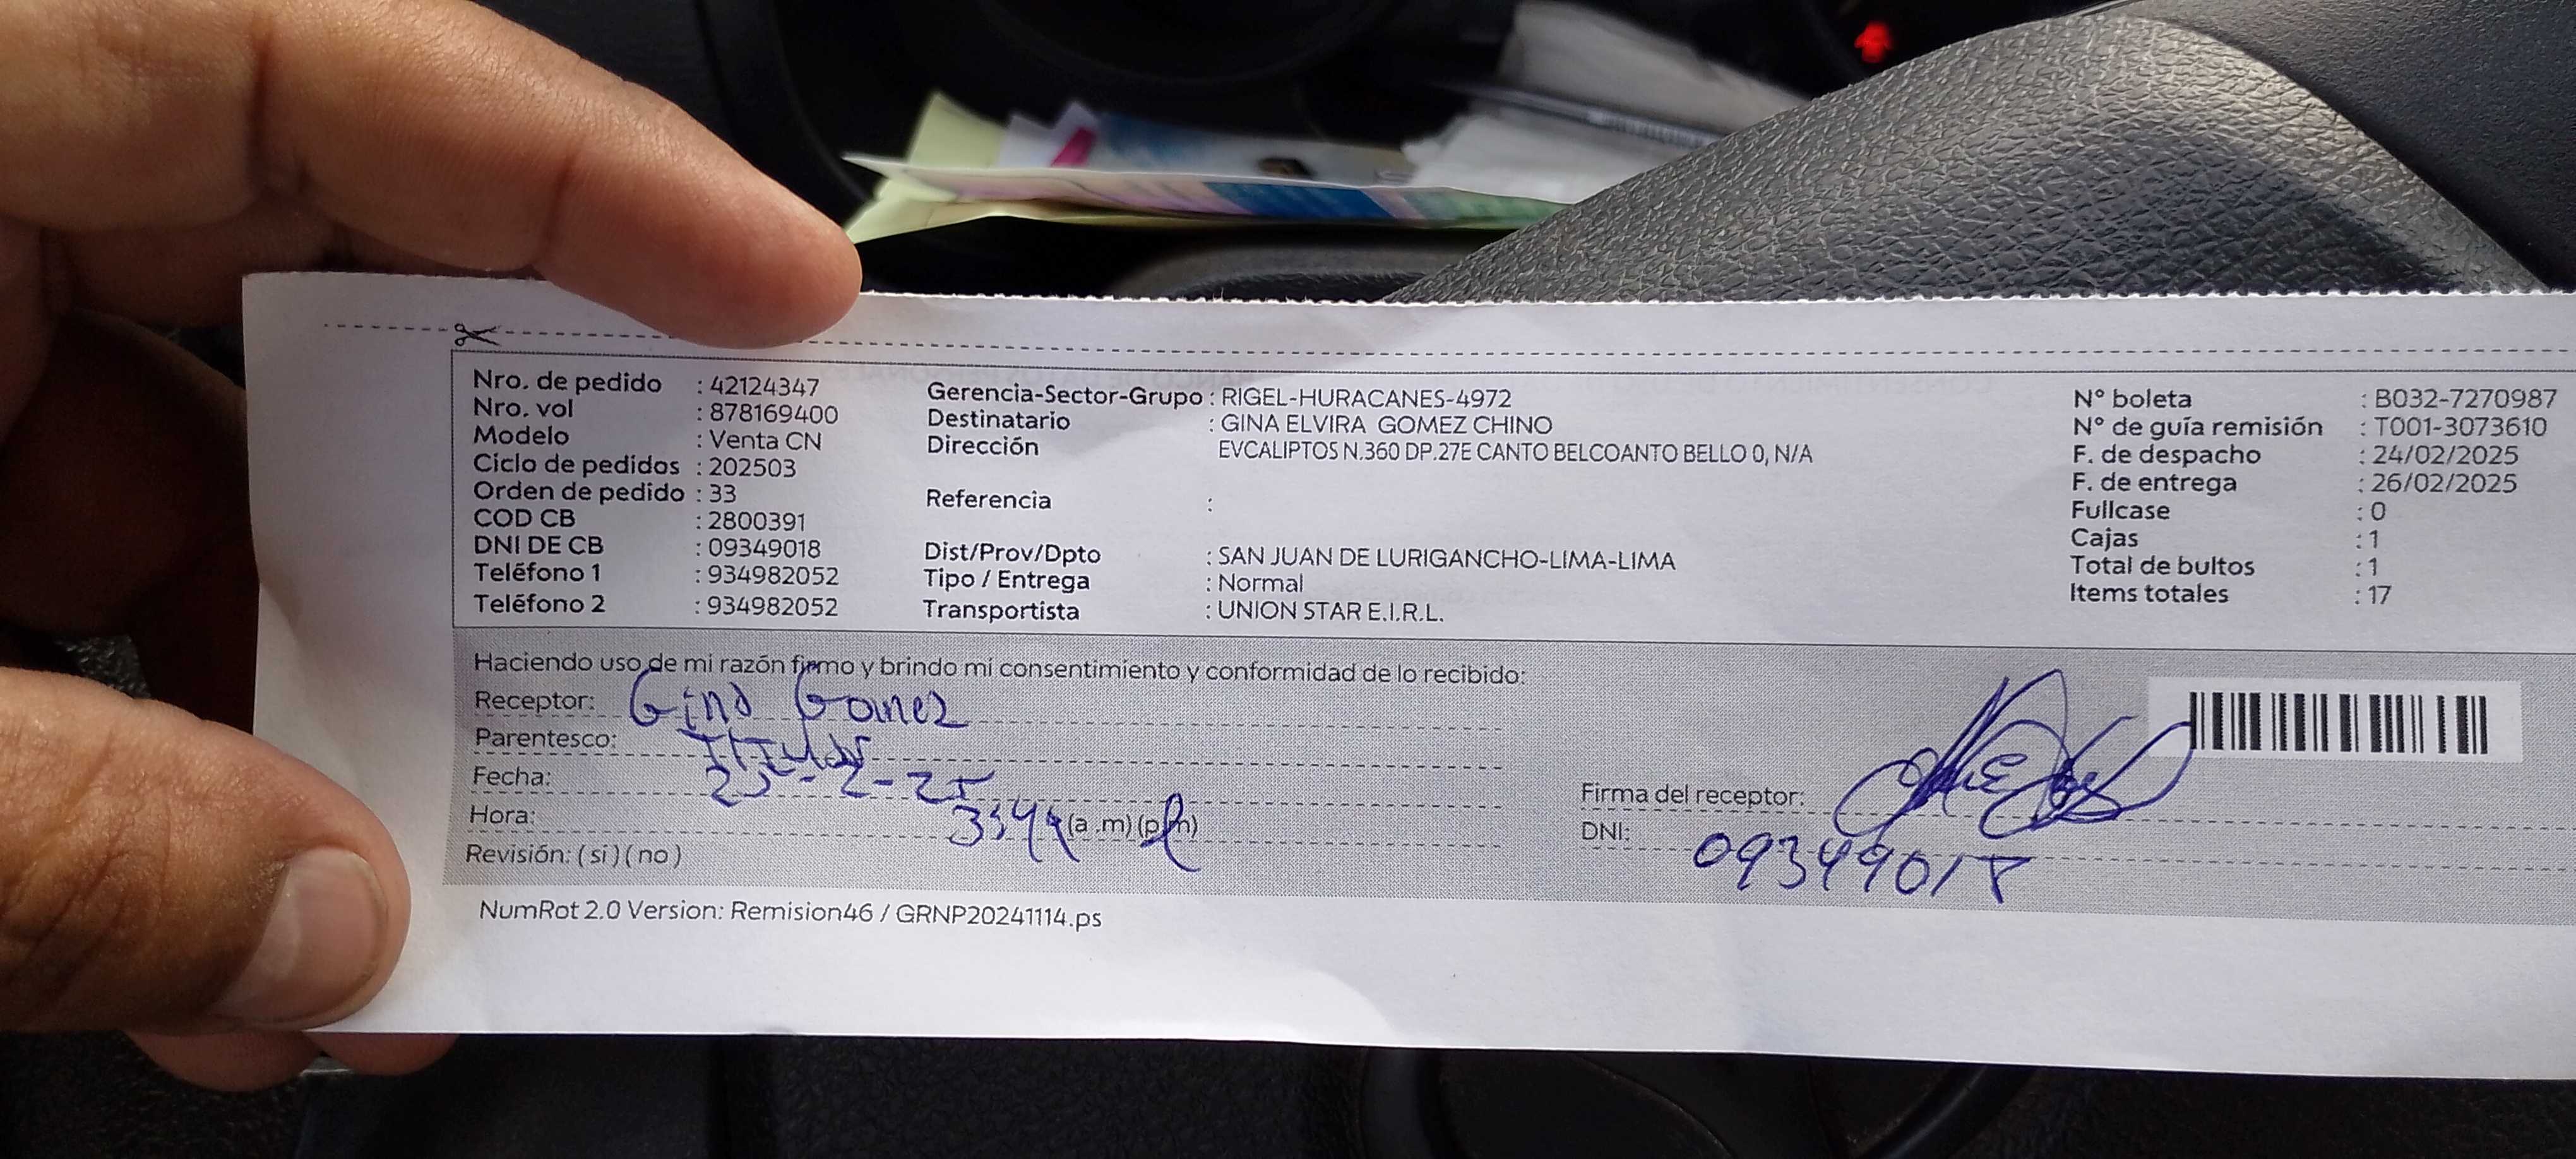 Nro. de pedido : 42124347
Nro. vol : 878169400
Modelo : Venta CN
Ciclo de pedidos : 202503
Orden de pedido : 33
COD CB : 2800391
DNI DE CB : 09349018
Teléfono 1 : 934982052
Teléfono 2 : 934982052
Gerencia-Sector-Grupo : RIGEL-HURACANES-4972
Destinatario : GINA ELVIRA GOMEZ CHINO
Dirección EVCALIPTOS N.360 DP.27E CANTO BELCOANTO BELLO 0, N/A
Referencia :
Dist/Prov/Dpto : SAN JUAN DE LURIGANCHO-LIMA-LIMA
Tipo / Entrega : Normal
Transportista : UNION STAR E.I.R.L.
N° boleta : B032-7270987
N° de guía remisión : T001-3073610
F. de despacho : 24/02/2025
F. de entrega : 26/02/2025
Fullcase : 0
Cajas : 1
Total de bultos : 1
Items totales : 17
Haciendo uso de mi razón firmo y brindo mi consentimiento y conformidad de lo recibido:
Receptor: Gina Gomez
Parentesco: Titular
Fecha: 25-2-25
Hora: (a .m) (p.m)
Revisión: ( si ) ( no )
Firma del receptor:
DNI: 09349018
NumRot 2.0 Version: Remision46 / GRNP20241114.ps